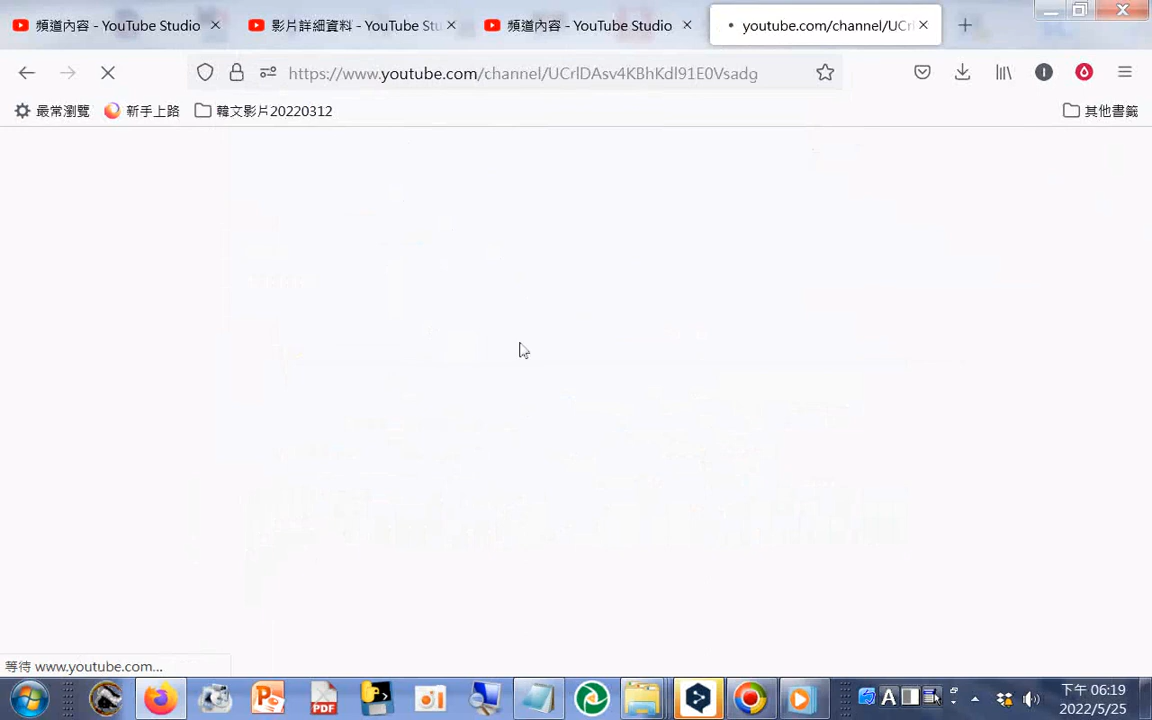 頻道內容 - YouTube Studio
影片詳細資料 - YouTube Stu
頻道內容 - YouTube Studio
youtube.com/channel/UCr
https://www.youtube.com/channel/UCrlDAsv4KBhKdl91E0Vsadg
最常瀏覽
新手上路
韓文影片20220312
其他書籤
等待 www.youtube.com...
PDF
A
下午 06:19
2022/5/25